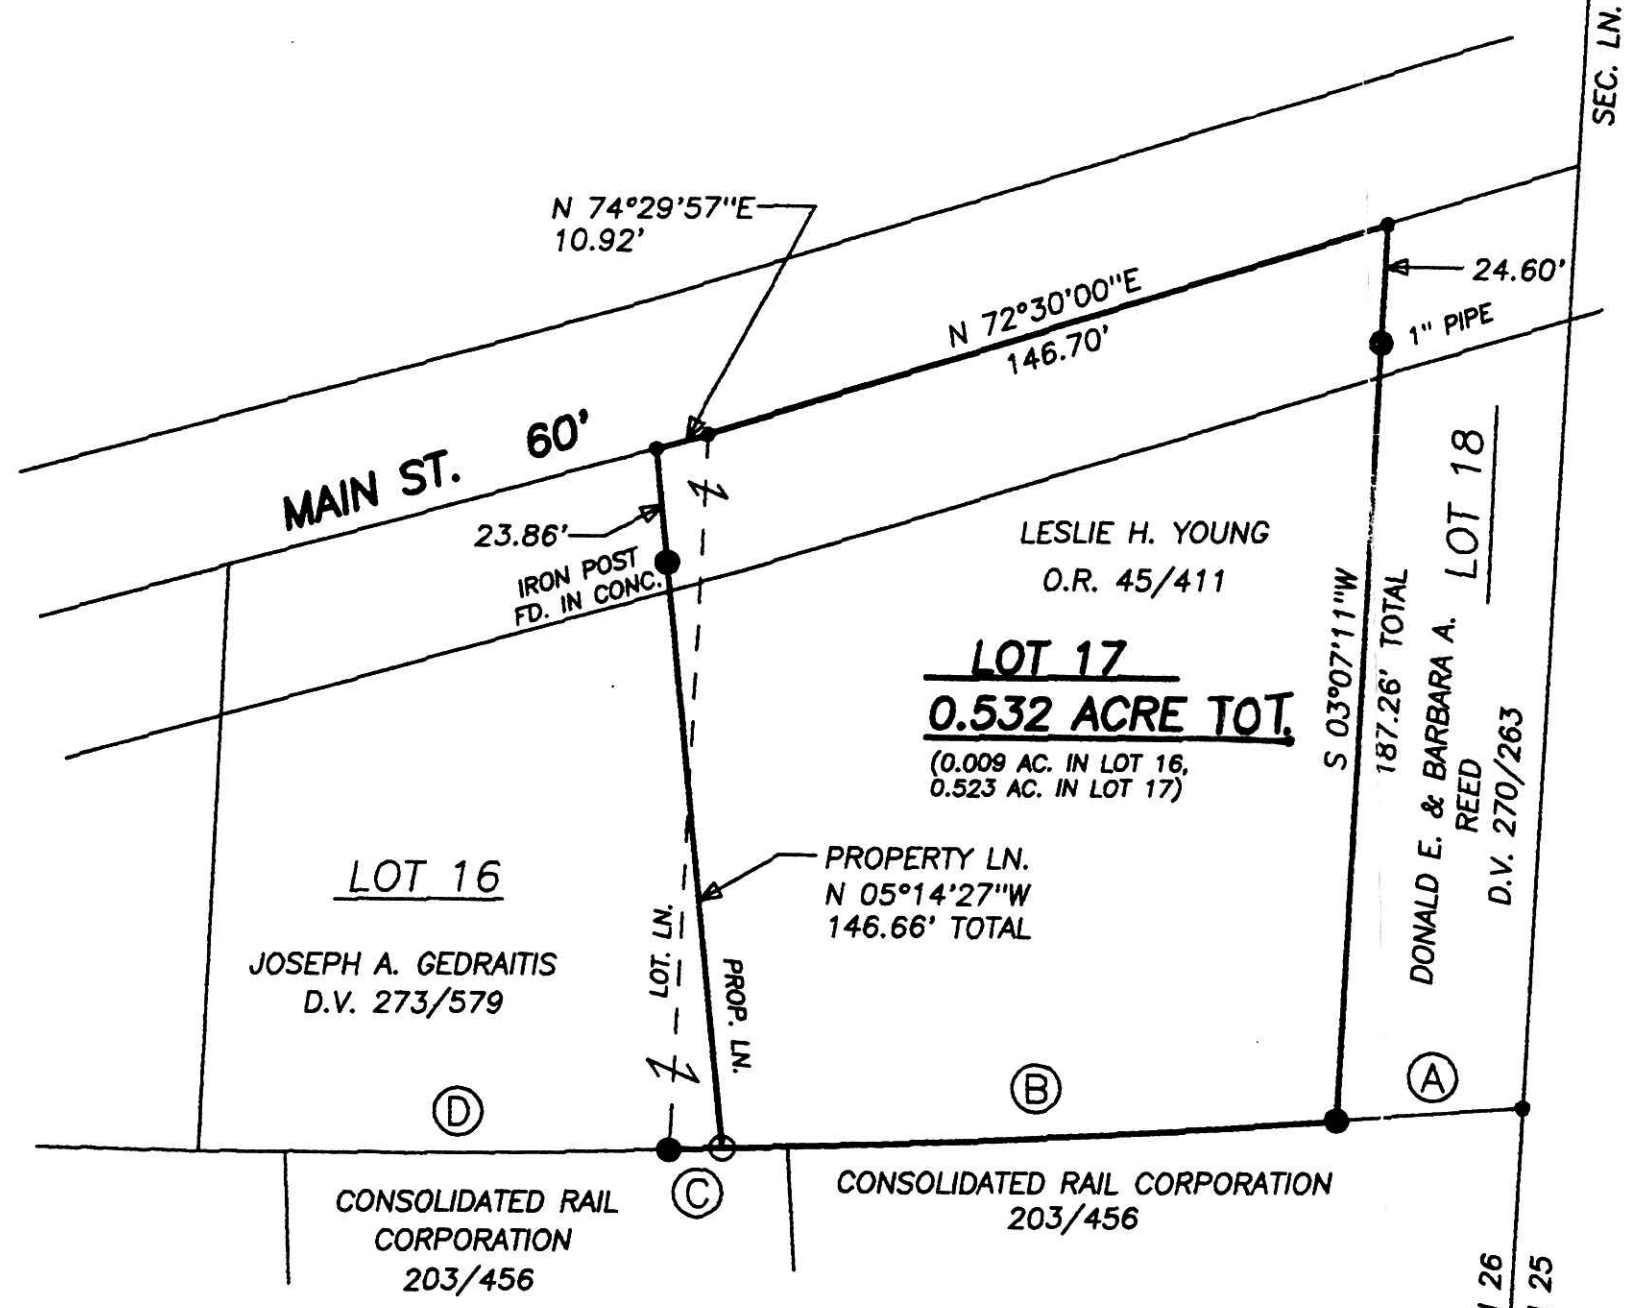 SEC. LN.
N 74°29'57"E
10.92'
N 72°30'00"E
146.70'
24.60'
1" PIPE
MAIN ST. 60'
23.86'
IRON POST
FD. IN CONC.
LESLIE H. YOUNG
O.R. 45/411
LOT 17
0.532 ACRE TOT.
(0.009 AC. IN LOT 16,
0.523 AC. IN LOT 17)
S 03°07'11"W
187.26' TOTAL
LOT 18
DONALD E. & BARBARA A.
REED
D.V. 270/263
PROPERTY LN.
N 05°14'27"W
146.66' TOTAL
LOT 16
JOSEPH A. GEDRAITIS
D.V. 273/579
LOT. LN.
PROP. LN.
D
B
A
C
CONSOLIDATED RAIL
CORPORATION
203/456
CONSOLIDATED RAIL CORPORATION
203/456
26
25